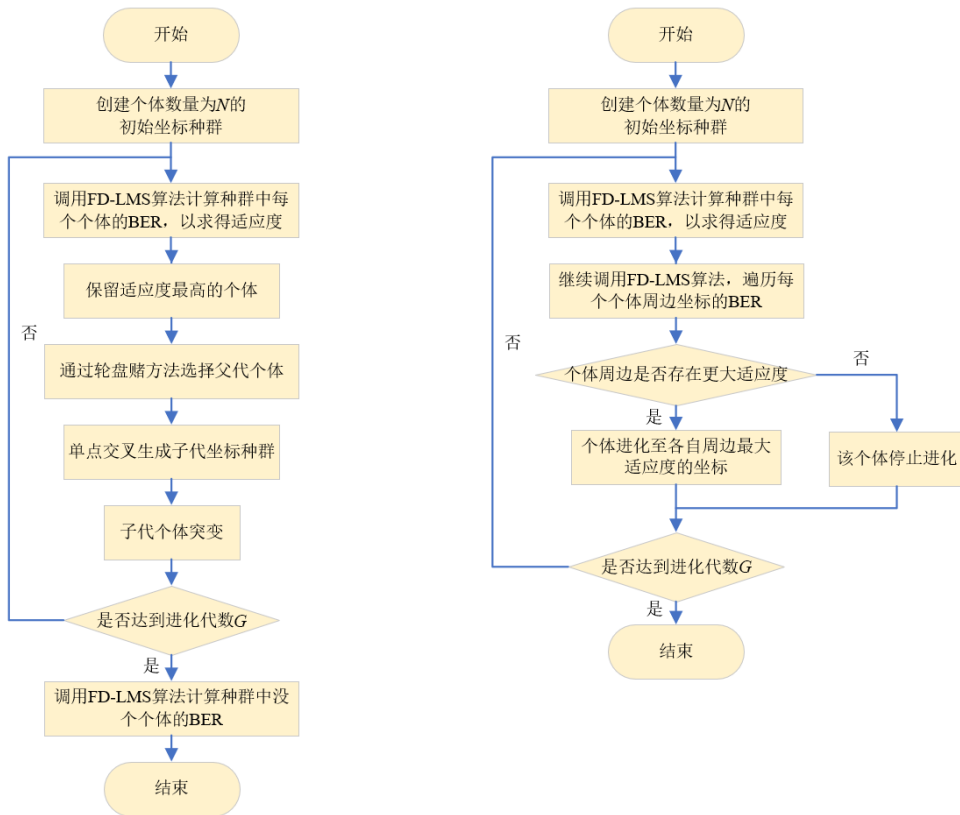 开始
创建个体数量为N的
初始坐标种群
调用FD-LMS算法计算种群中每
个个体的BER，以求得适应度
保留适应度最高的个体
否
通过轮盘赌方法选择父代个体
单点交叉生成子代坐标种群
子代个体突变
是否达到进化代数G
是
调用FD-LMS算法计算种群中没
个个体的BER
结束
开始
创建个体数量为N的
初始坐标种群
调用FD-LMS算法计算种群中每
个个体的BER，以求得适应度
继续调用FD-LMS算法，遍历每
个个体周边坐标的BER
否
个体周边是否存在更大适应度
否
是
个体进化至各自周边最大
适应度的坐标
该个体停止进化
是否达到进化代数G
是
结束